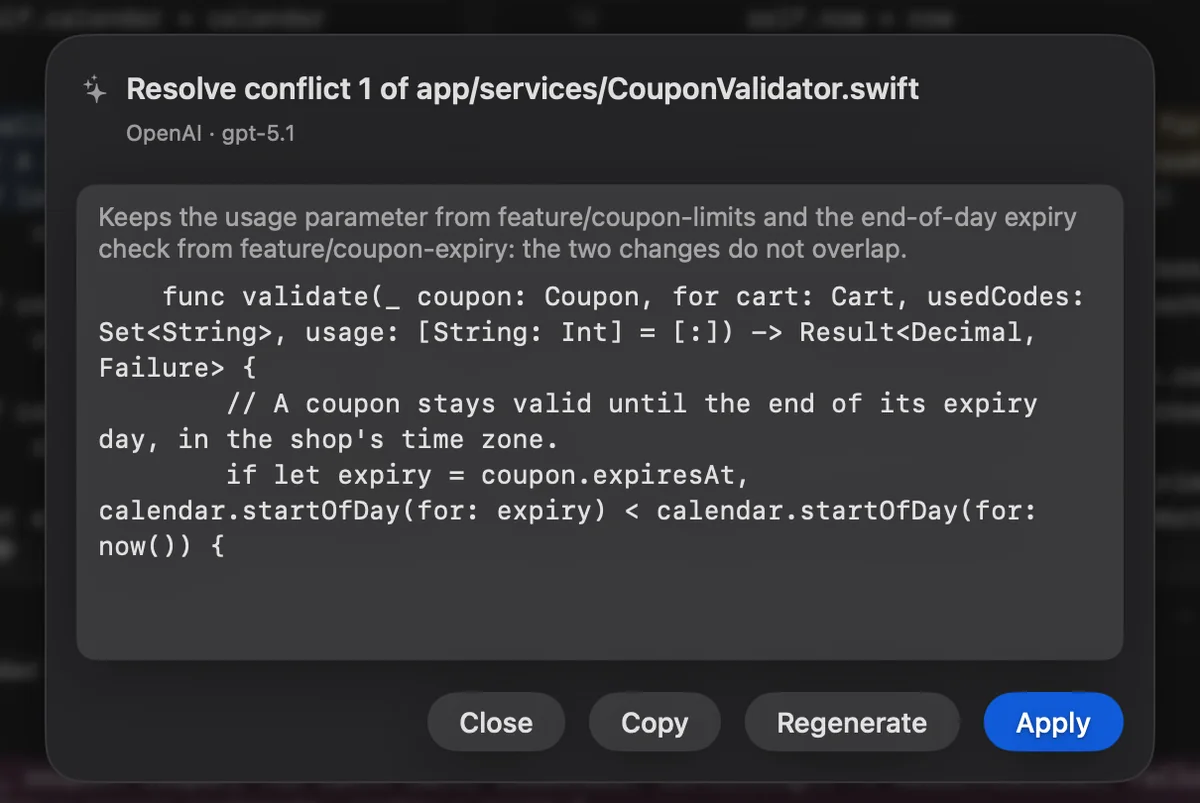 Resolve conflict 1 of app/services/CouponValidator.swift
OpenAI · gpt-5.1
Keeps the usage parameter from feature/coupon-limits and the end-of-day expiry
check from feature/coupon-expiry: the two changes do not overlap.
    func validate(_ coupon: Coupon, for cart: Cart, usedCodes:
Set<String>, usage: [String: Int] = [:]) -> Result<Decimal,
Failure> {
        // A coupon stays valid until the end of its expiry
day, in the shop's time zone.
        if let expiry = coupon.expiresAt,
calendar.startOfDay(for: expiry) < calendar.startOfDay(for:
now()) {
Close
Copy
Regenerate
Apply